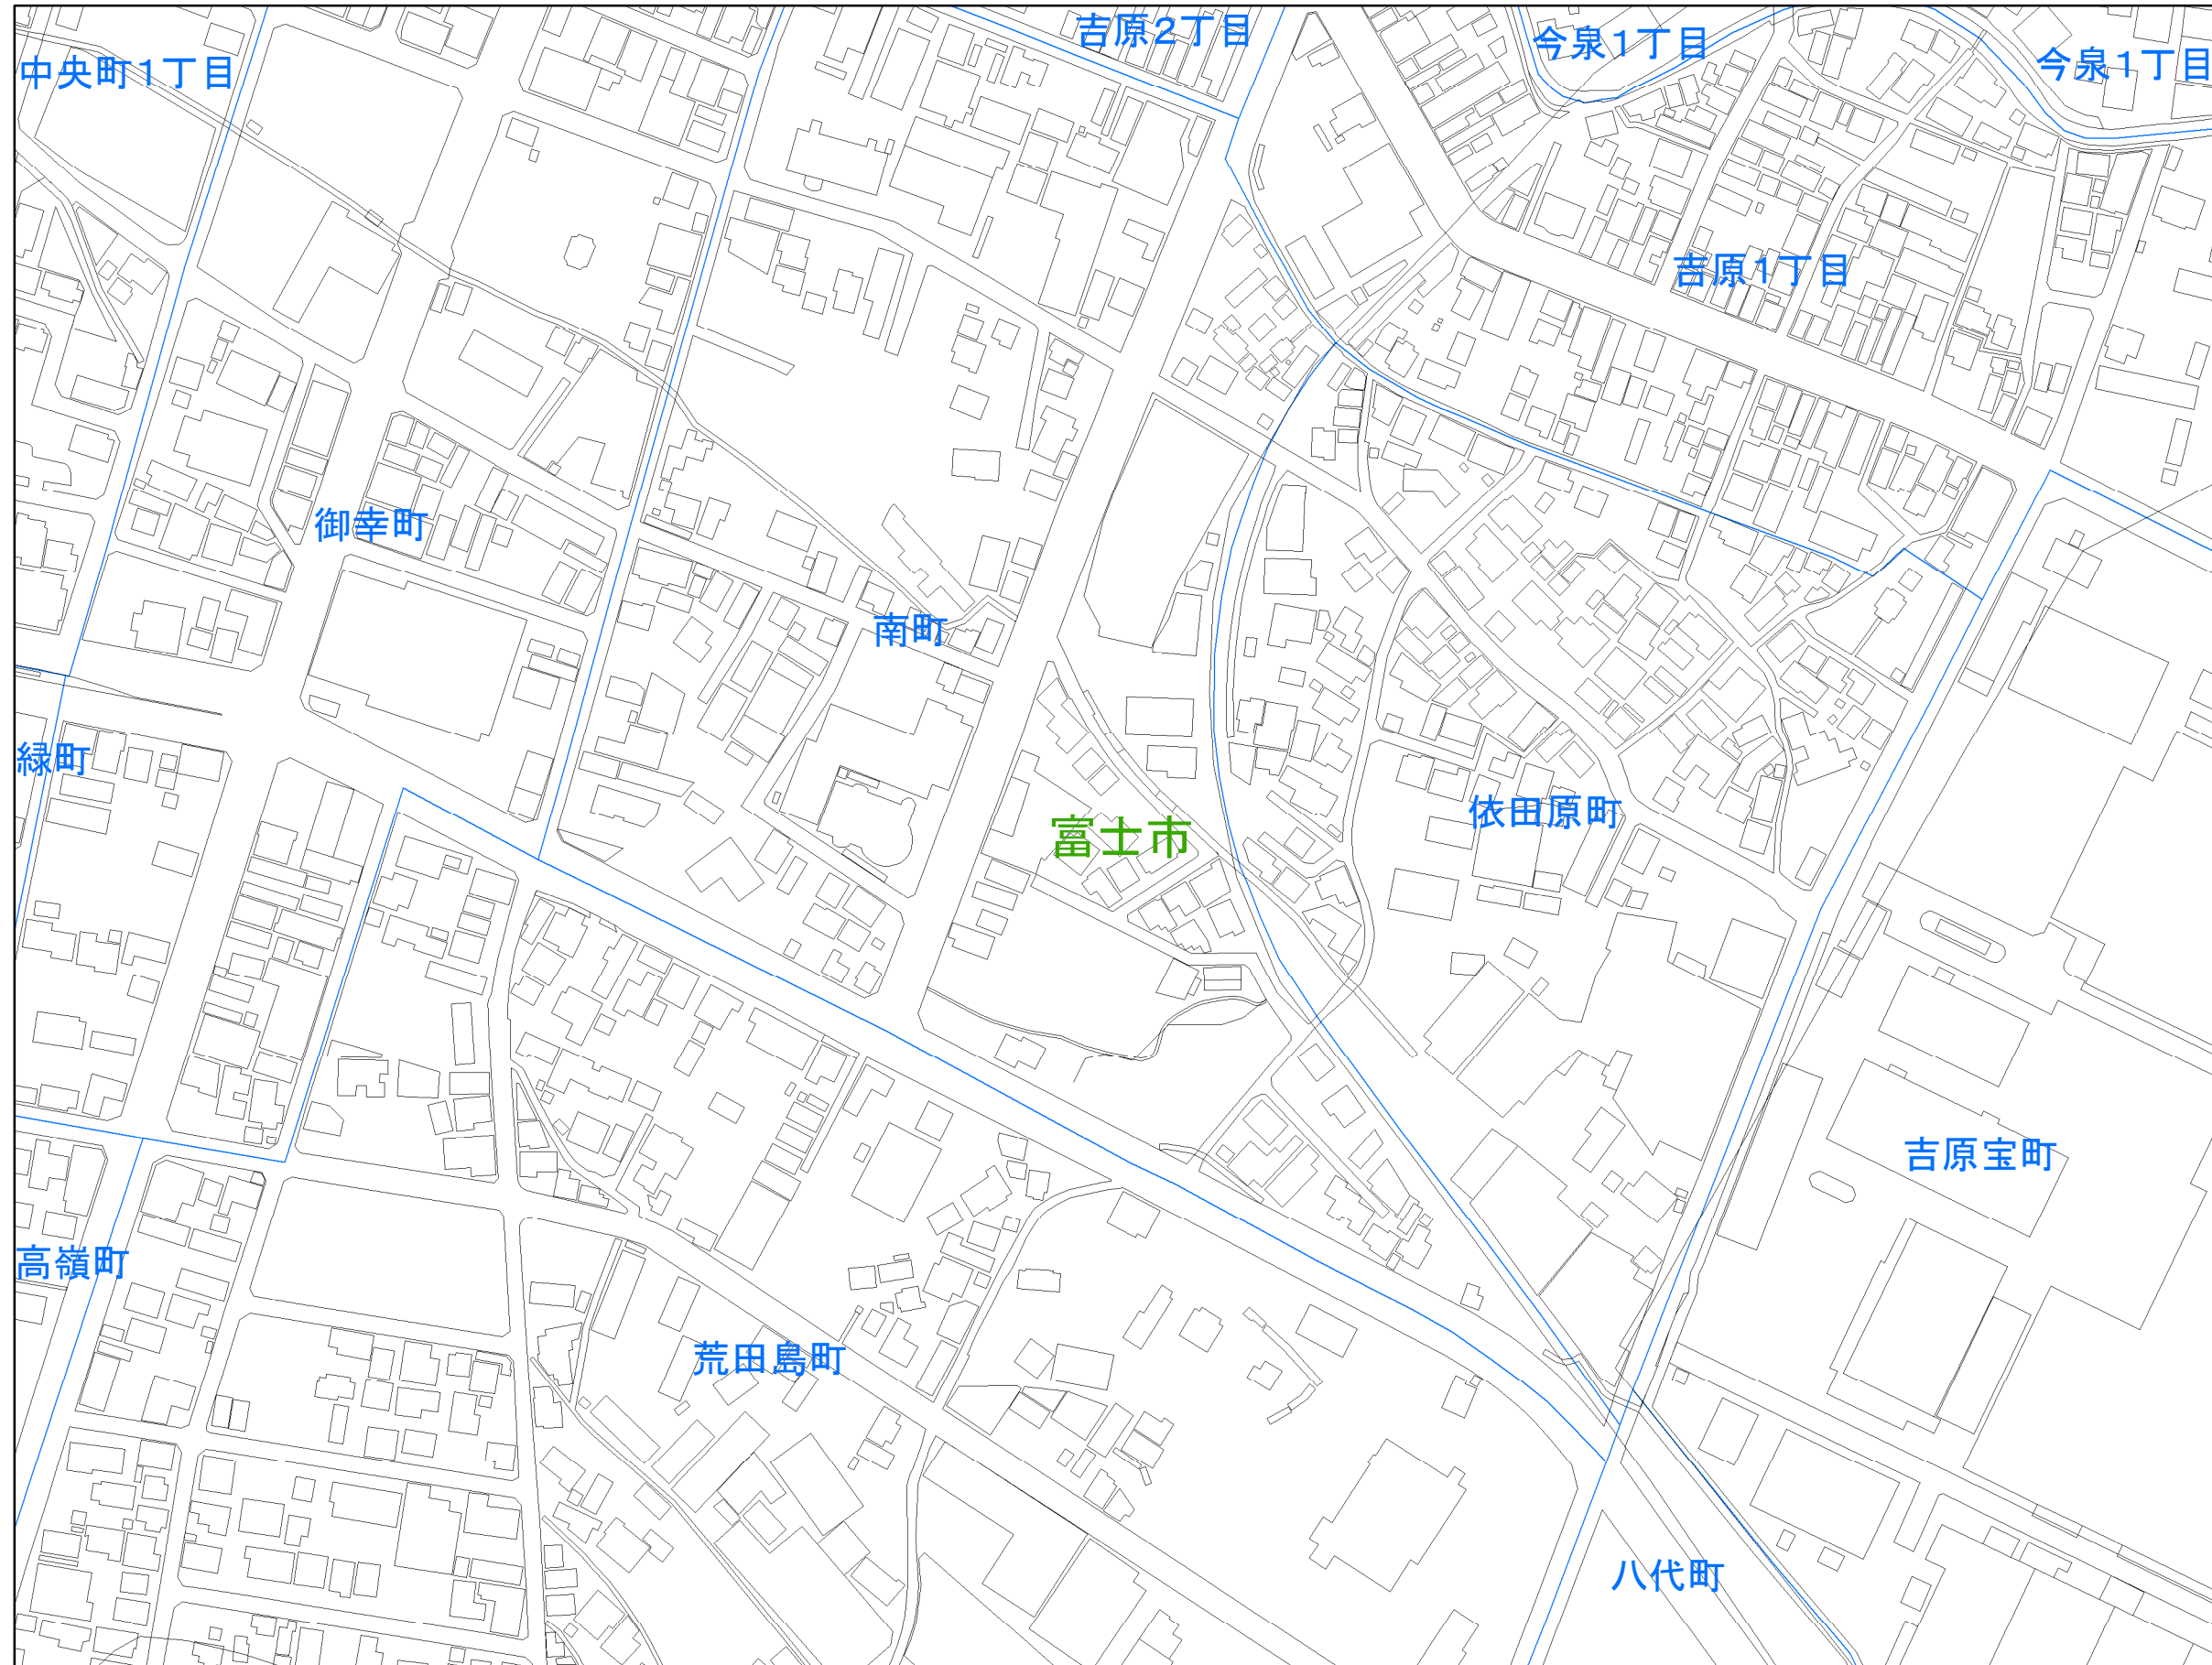 吉原2丁目
今泉1丁目
今泉1丁目
中央町1丁目
吉原1丁目
御幸町
南町
緑町
依田原町
富士市
吉原宝町
高嶺町
荒田島町
八代町